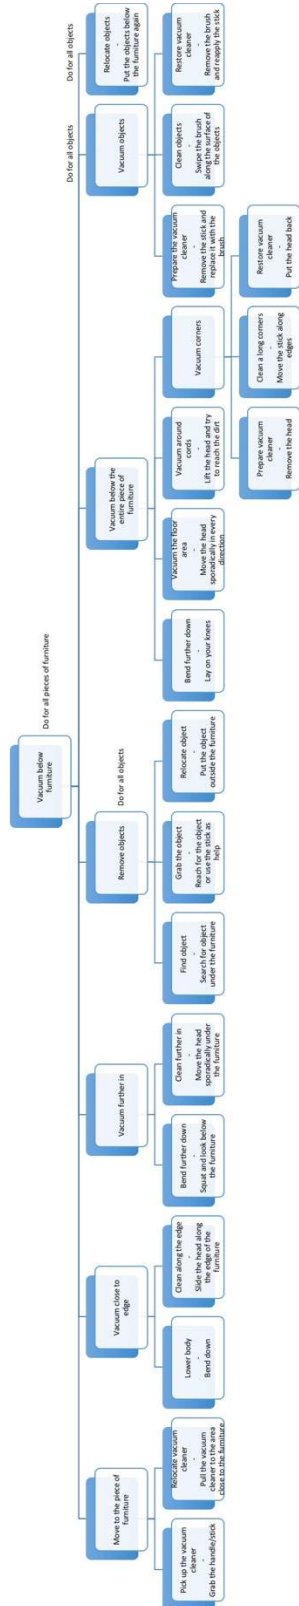 Vacuum below
furniture
Do for all pieces of furniture
Move to the piece of
furniture
Pick up the vacuum
cleaner
-
Grab the handle/stick
Relocate vacuum
cleaner
-
Pull the vacuum
cleaner to the area
close to the furniture
Vacuum close to
edge
Lower body
-
Bend down
Clean along the edge
-
Slide the head along
the edge of the
furniture
Vacuum further in
Bend further down
-
Squat and look below
the furniture
Clean further in
-
Move the head
sporadically under
the furniture
Remove objects
Do for all objects
Find object
-
Search for object
under the furniture
Grab the object
-
Reach for the object
or use the stick as
help
Relocate object
-
Put the object
outside the furniture
Vacuum below the
entire piece of
furniture
Bend further down
-
Lay on your knees
Vacuum the floor
area
-
Move the head
sporadically in every
direction
Vacuum around
cords
-
Lift the head and try
to reach the dirt
Vacuum corners
Prepare vacuum
cleaner
-
Remove the head
Clean a long corners
-
Move the stick along
edges
Restore vacuum
cleaner
-
Put the head back
Do for all objects
Vacuum objects
Prepare the vacuum
cleaner
-
Remove the stick and
replace it with the
brush
Clean objects
-
Swipe the brush
along the surface of
the objects
Restore vacuum
cleaner
-
Remove the brush
and reapply the stick
Do for all objects
Relocate objects
-
Put the objects below
the furniture again